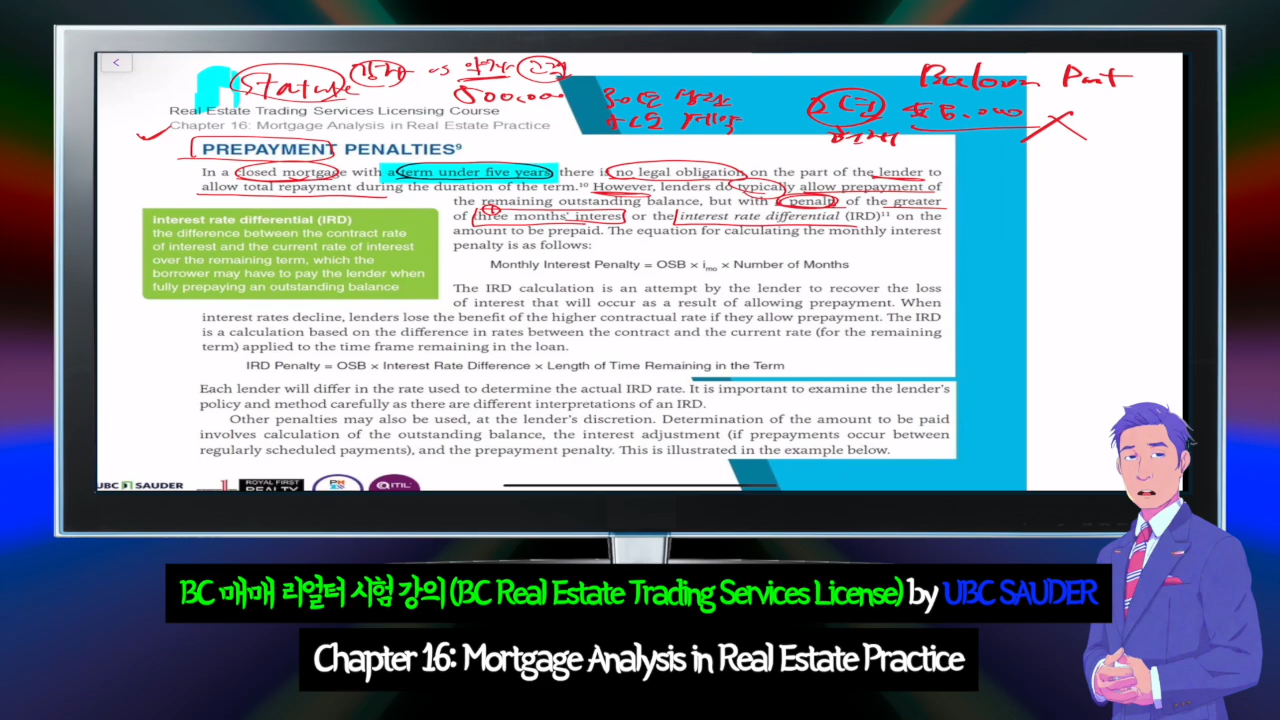 Statute
vs
500,000
Real Estate Trading Services Licensing Course
Chapter 16: Mortgage Analysis in Real Estate Practice
PREPAYMENT PENALTIES⁹
In a closed mortgage with a term under five years, there is no legal obligation on the part of the lender to
allow total repayment during the duration of the term.¹⁰ However, lenders do typically allow prepayment of
the remaining outstanding balance, but with a penalty of the greater
of three months' interest or the interest rate differential (IRD)¹¹ on the
amount to be prepaid. The equation for calculating the monthly interest
penalty is as follows:
interest rate differential (IRD)
the difference between the contract rate
of interest and the current rate of interest
over the remaining term, which the
borrower may have to pay the lender when
fully prepaying an outstanding balance
Monthly Interest Penalty = OSB × imo × Number of Months
The IRD calculation is an attempt by the lender to recover the loss
of interest that will occur as a result of allowing prepayment. When
interest rates decline, lenders lose the benefit of the higher contractual rate if they allow prepayment. The IRD
is a calculation based on the difference in rates between the contract and the current rate (for the remaining
term) applied to the time frame remaining in the loan.
IRD Penalty = OSB × Interest Rate Difference × Length of Time Remaining in the Term
Each lender will differ in the rate used to determine the actual IRD rate. It is important to examine the lender's
policy and method carefully as there are different interpretations of an IRD.
Other penalties may also be used, at the lender's discretion. Determination of the amount to be paid
involves calculation of the outstanding balance, the interest adjustment (if prepayments occur between
regularly scheduled payments), and the prepayment penalty. This is illustrated in the example below.
UBC SAUDER
ROYAL FIRST
REALTY
ITIL
BC 매매 리얼터 시험 강의 (BC Real Estate Trading Services License) by UBC SAUDER
Chapter 16: Mortgage Analysis in Real Estate Practice